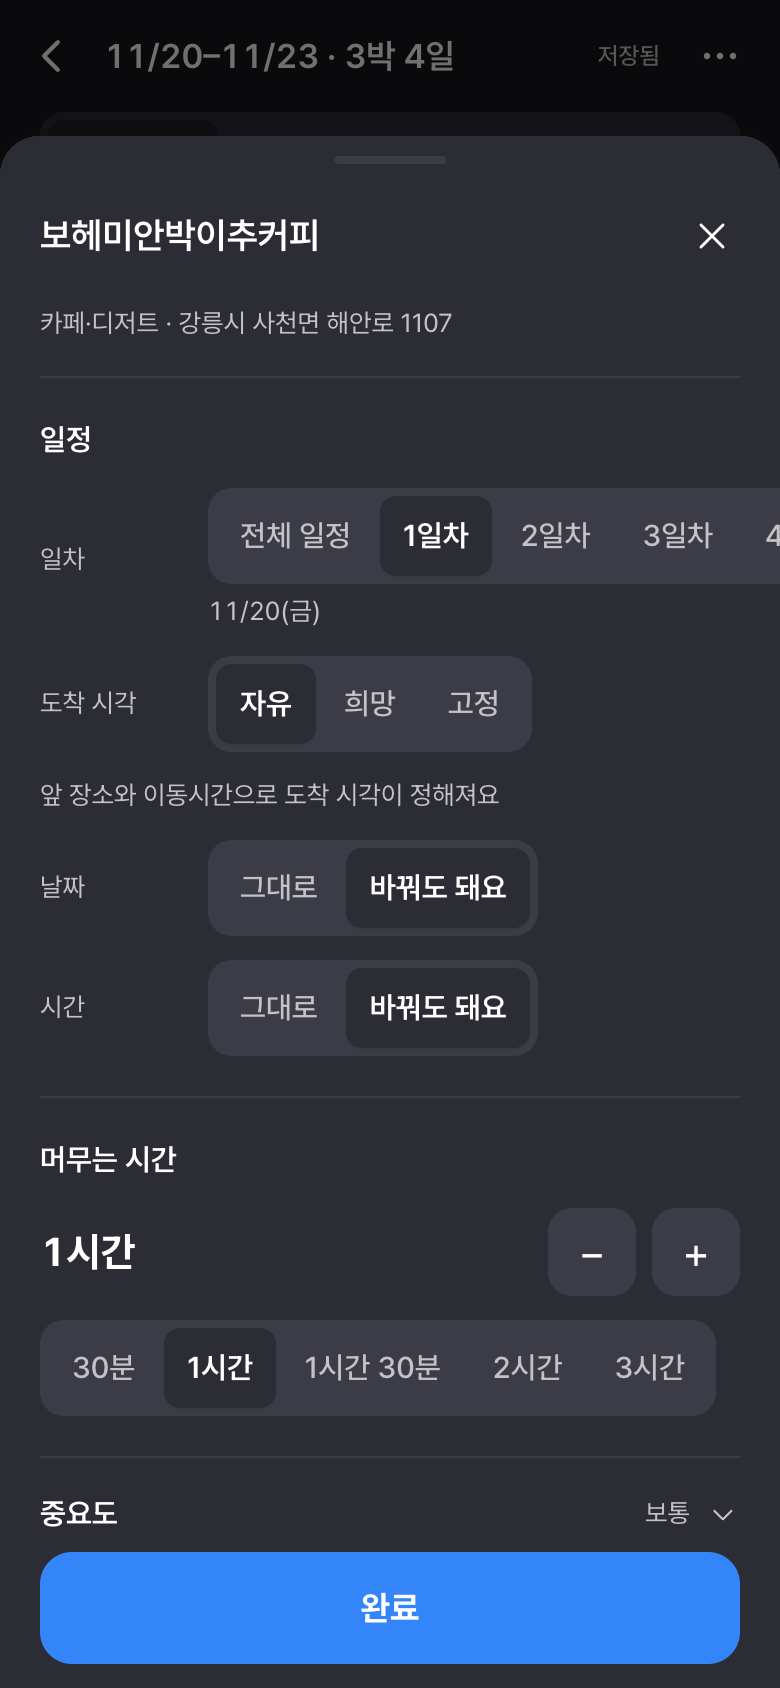 11/20–11/23 · 3박 4일 저장됨
보헤미안박이추커피
카페·디저트 · 강릉시 사천면 해안로 1107
일정
일차 전체 일정 1일차 2일차 3일차 4
11/20(금)
도착 시각 자유 희망 고정
앞 장소와 이동시간으로 도착 시각이 정해져요
날짜 그대로 바꿔도 돼요
시간 그대로 바꿔도 돼요
머무는 시간
1시간 − +
30분 1시간 1시간 30분 2시간 3시간
중요도 보통
완료